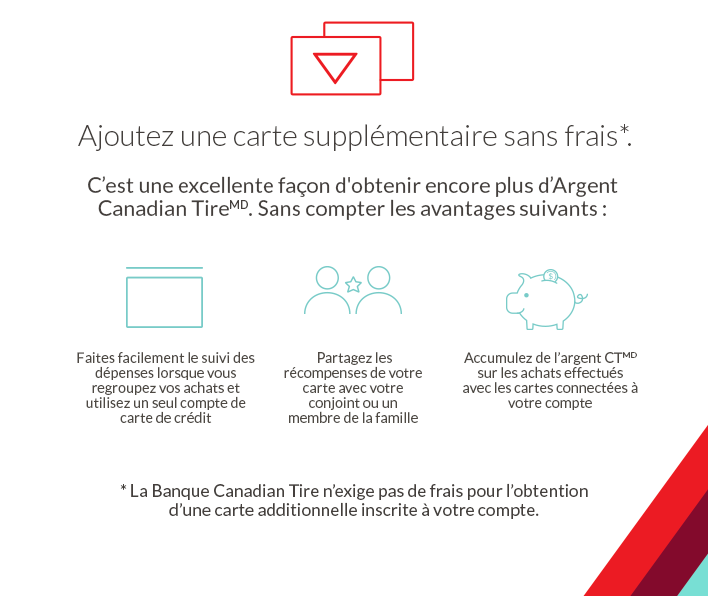 Ajoutez une carte supplémentaire sans frais*.
C’est une excellente façon d'obtenir encore plus d’Argent
Canadian Tireᴹᴰ. Sans compter les avantages suivants :
Faites facilement le suivi des
dépenses lorsque vous
regroupez vos achats et
utilisez un seul compte de
carte de crédit
Partagez les
récompenses de votre
carte avec votre
conjoint ou un
membre de la famille
$
Accumulez de l’argent CTᴹᴰ
sur les achats effectués
avec les cartes connectées à
votre compte
* La Banque Canadian Tire n’exige pas de frais pour l’obtention
d’une carte additionnelle inscrite à votre compte.